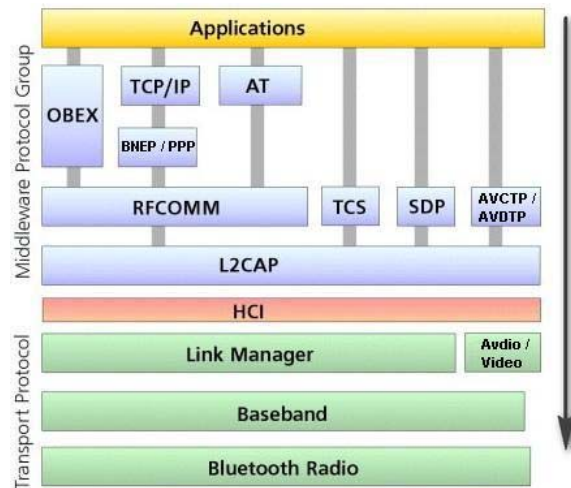 Applications
Middleware Protocol Group
OBEX
TCP/IP
AT
BNEP / PPP
RFCOMM
TCS
SDP
AVCTP /
AVDTP
L2CAP
HCI
Transport Protocol
Link Manager
Avdio /
Video
Baseband
Bluetooth Radio